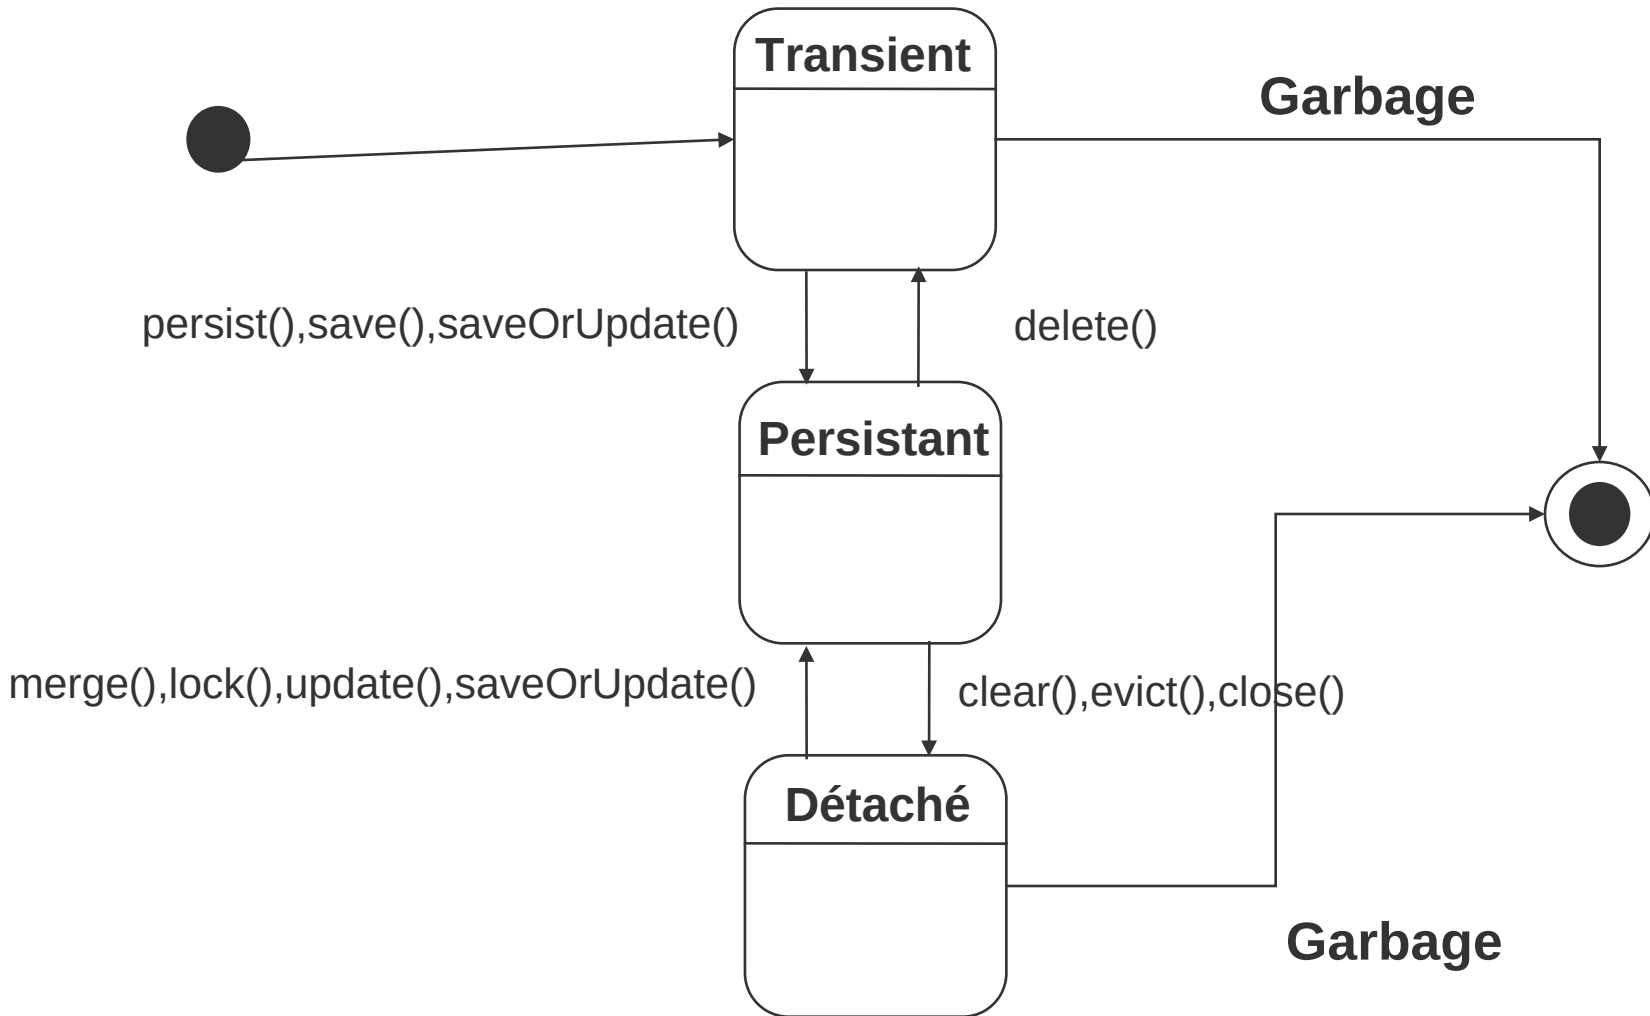 Transient
Garbage
persist(),save(),saveOrUpdate()
delete()
Persistant
merge(),lock(),update(),saveOrUpdate()
clear(),evict(),close()
Détaché
Garbage